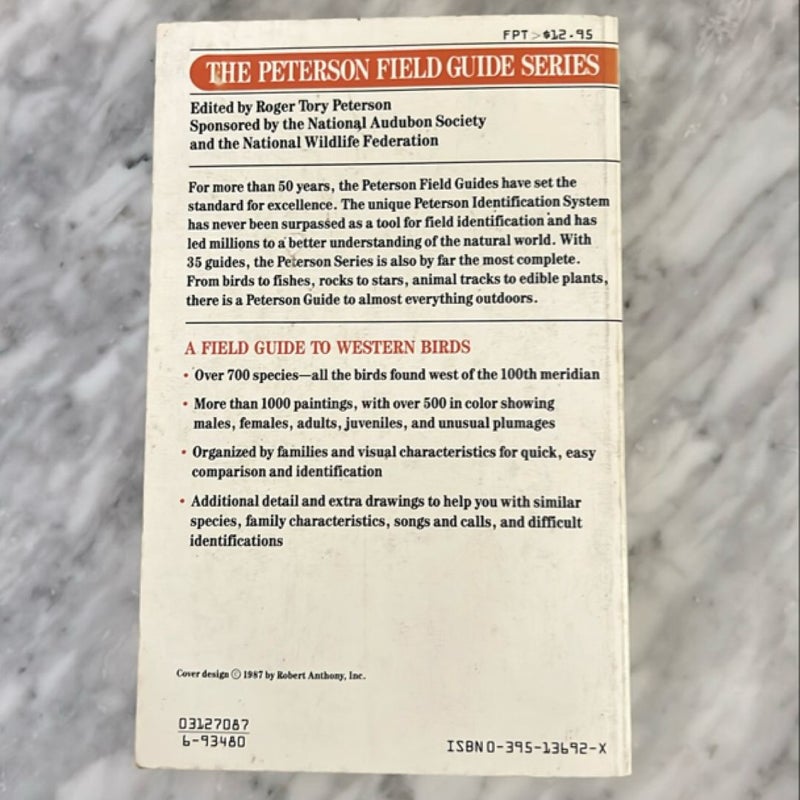 FPT>$12.95
THE PETERSON FIELD GUIDE SERIES
Edited by Roger Tory Peterson
Sponsored by the National Audubon Society
and the National Wildlife Federation
For more than 50 years, the Peterson Field Guides have set the
standard for excellence. The unique Peterson Identification System
has never been surpassed as a tool for field identification and has
led millions to a better understanding of the natural world. With
35 guides, the Peterson Series is also by far the most complete.
From birds to fishes, rocks to stars, animal tracks to edible plants,
there is a Peterson Guide to almost everything outdoors.
A FIELD GUIDE TO WESTERN BIRDS
• Over 700 species—all the birds found west of the 100th meridian
• More than 1000 paintings, with over 500 in color showing
males, females, adults, juveniles, and unusual plumages
• Organized by families and visual characteristics for quick, easy
comparison and identification
• Additional detail and extra drawings to help you with similar
species, family characteristics, songs and calls, and difficult
identifications
Cover design © 1987 by Robert Anthony, Inc.
03127087
6-93480
ISBN 0-395-13692-X